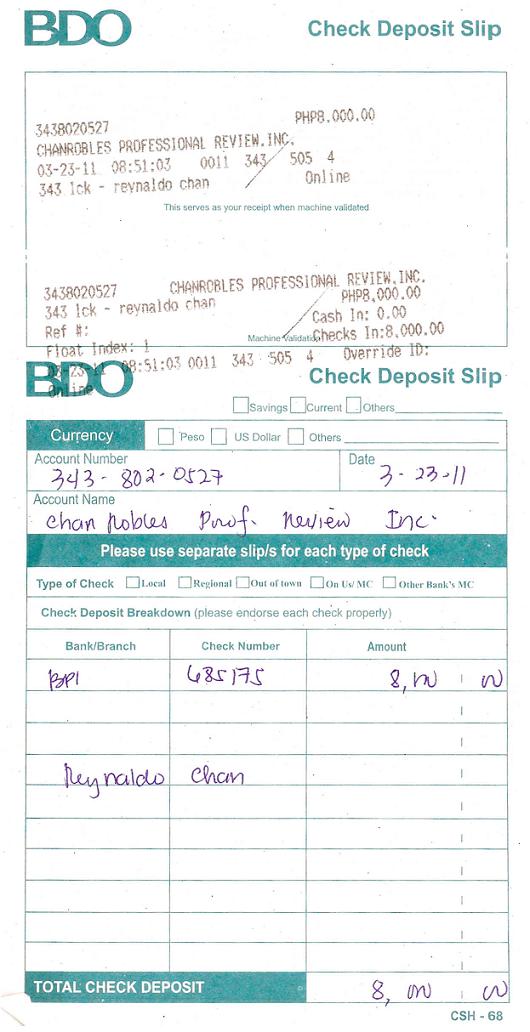 BDO Check Deposit Slip
PHP8,000.00
3438020527
CHANROBLES PROFESSIONAL REVIEW,INC.
03-23-11 08:51:03 0011 343 505 4
343 lck - reynaldo chan Online
This serves as your receipt when machine validated
3438020527 CHANROBLES PROFESSIONAL REVIEW,INC.
343 lck - reynaldo chan PHP8,000.00
Ref #: Cash In: 0.00
Machine Validation Checks In:8,000.00
Float Index: 1 Override ID:
03-23-11 08:51:03 0011 343 505 4
Online
BDO Check Deposit Slip
Savings Current Others
Currency Peso US Dollar Others
Account Number Date
343-802-0527 3-23-11
Account Name
Chan Robles Prof. Review Inc.
Please use separate slip/s for each type of check
Type of Check Local Regional Out of town On Us/ MC Other Bank's MC
Check Deposit Breakdown (please endorse each check properly)
Bank/Branch Check Number Amount
BPI 685175 8,000 00
Reynaldo Chan
TOTAL CHECK DEPOSIT 8,000 00
CSH - 68